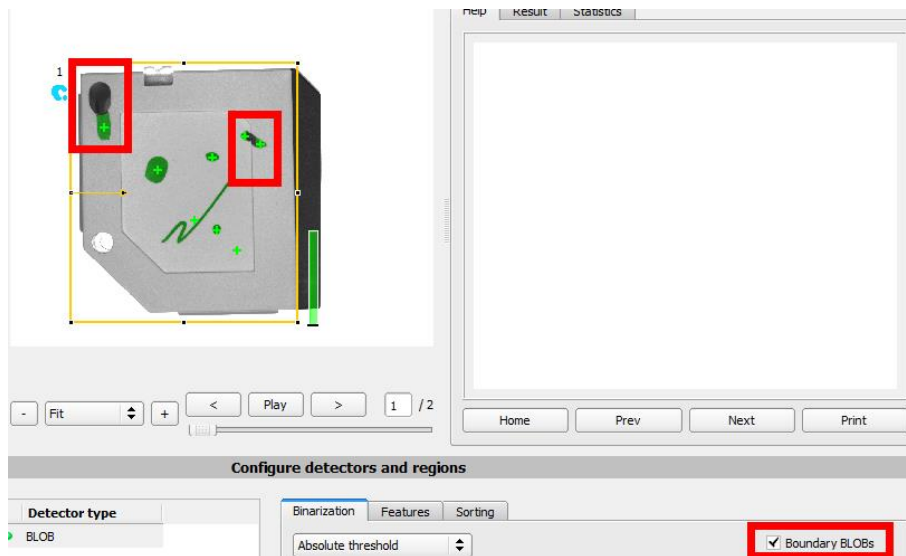 Help Result Statistics
1
- Fit + < Play > 1 / 2
Home Prev Next Print
Configure detectors and regions
Detector type
BLOB
Binarization Features Sorting
Absolute threshold
Boundary BLOBs